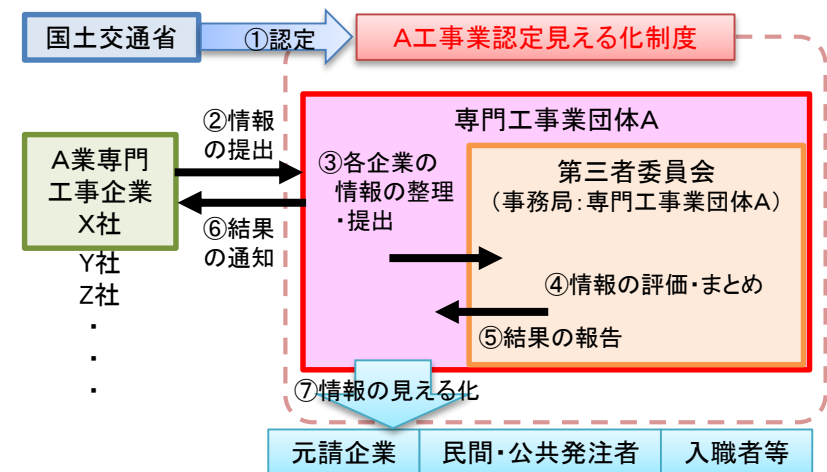 国土交通省
①認定
A工事業認定見える化制度
専門工事業団体A
②情報
の提出
A業専門
工事企業
X社
Y社
Z社
・
・
・
③各企業の
情報の整理
・提出
第三者委員会
（事務局：専門工事業団体A）
⑥結果
の通知
④情報の評価・まとめ
⑤結果の報告
⑦情報の見える化
元請企業
民間・公共発注者
入職者等